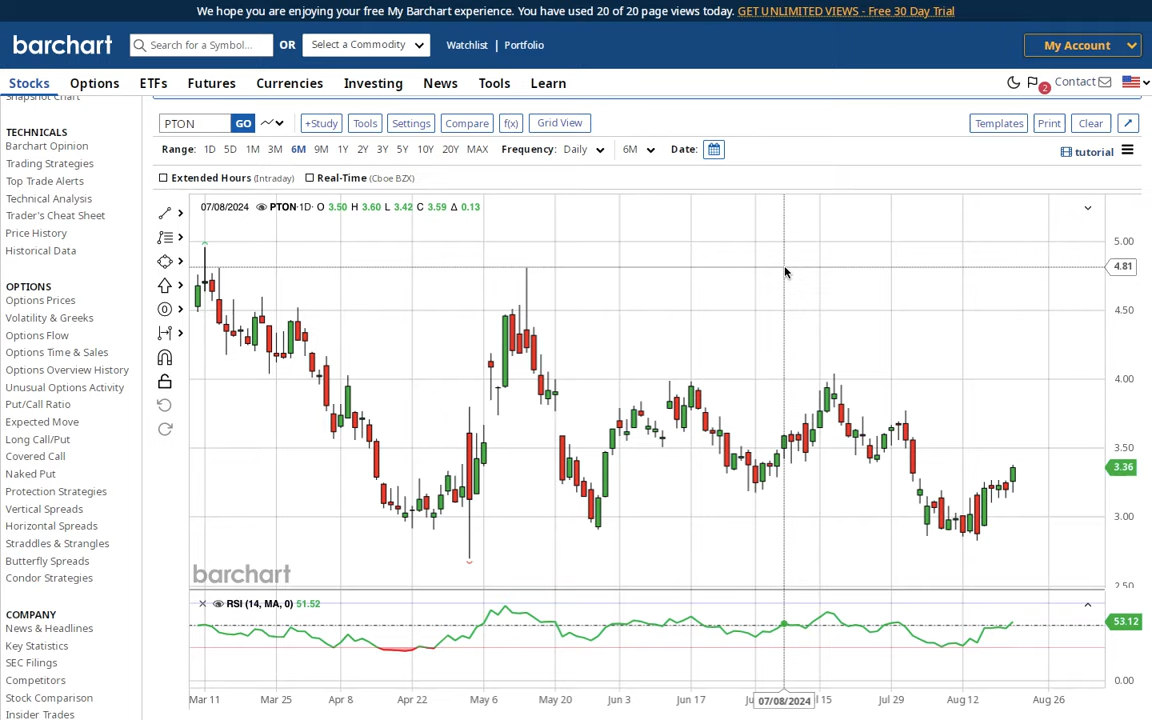 We hope you are enjoying your free My Barchart experience. You have used 20 of 20 page views today. GET UNLIMITED VIEWS - Free 30 Day Trial
barchart Search for a Symbol... OR Select a Commodity Watchlist | Portfolio My Account
Stocks Options ETFs Futures Currencies Investing News Tools Learn 2 Contact
Snapshot Chart
TECHNICALS
Barchart Opinion
Trading Strategies
Top Trade Alerts
Technical Analysis
Trader's Cheat Sheet
Price History
Historical Data
OPTIONS
Options Prices
Volatility & Greeks
Options Flow
Options Time & Sales
Options Overview History
Unusual Options Activity
Put/Call Ratio
Expected Move
Long Call/Put
Covered Call
Naked Put
Protection Strategies
Vertical Spreads
Horizontal Spreads
Straddles & Strangles
Butterfly Spreads
Condor Strategies
COMPANY
News & Headlines
Key Statistics
SEC Filings
Competitors
Stock Comparison
Insider Trades
PTON GO +Study Tools Settings Compare f(x) Grid View Templates Print Clear
Range: 1D 5D 1M 3M 6M 9M 1Y 2Y 3Y 5Y 10Y 20Y MAX Frequency: Daily 6M Date: tutorial
Extended Hours (Intraday) Real-Time (Cboe BZX)
07/08/2024 PTON·1D· O 3.50 H 3.60 L 3.42 C 3.59 Δ 0.13
5.00
4.81
4.50
4.00
3.50
3.36
3.00
2.50
barchart
RSI (14, MA, 0) 51.52
53.12
0.00
Mar 11 Mar 25 Apr 8 Apr 22 May 6 May 20 Jun 3 Jun 17 Ju 07/08/2024 l 15 Jul 29 Aug 12 Aug 26